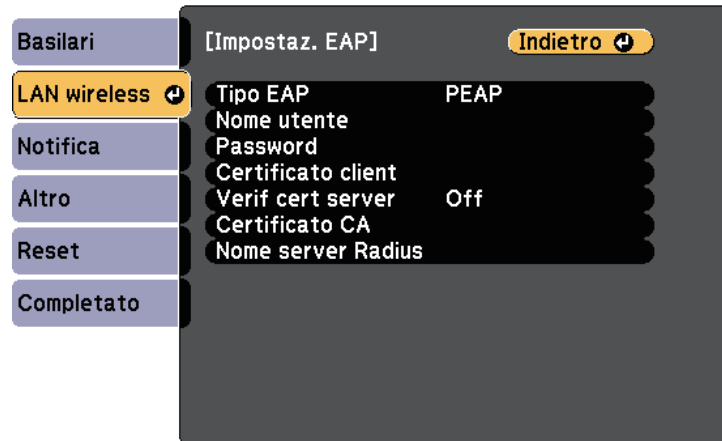 Basilari
LAN wireless
Notifica
Altro
Reset
Completato
[Impostaz. EAP]
Indietro
Tipo EAP PEAP
Nome utente
Password
Certificato client
Verif cert server Off
Certificato CA
Nome server Radius